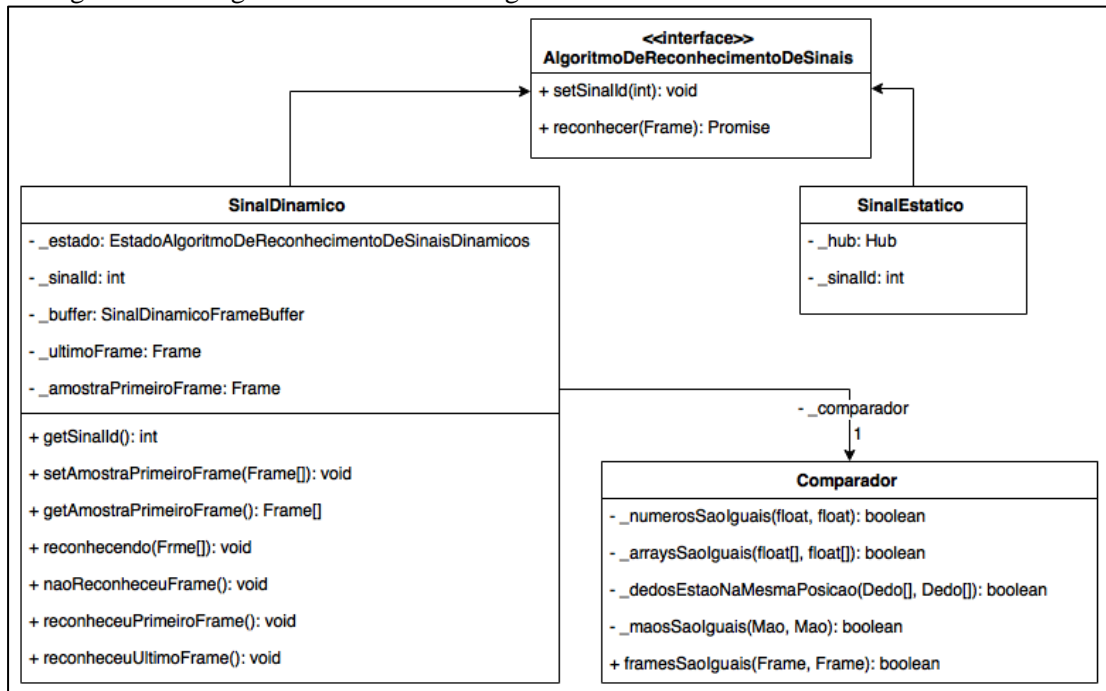 <<interface>>
AlgoritmoDeReconhecimentoDeSinais
+ setSinalId(int): void
+ reconhecer(Frame): Promise
SinalDinamico
- _estado: EstadoAlgoritmoDeReconhecimentoDeSinaisDinamicos
- _sinalId: int
- _buffer: SinalDinamicoFrameBuffer
- _ultimoFrame: Frame
- _amostraPrimeiroFrame: Frame
+ getSinalId(): int
+ setAmostraPrimeiroFrame(Frame[]): void
+ getAmostraPrimeiroFrame(): Frame[]
+ reconhecendo(Frme[]): void
+ naoReconheceuFrame(): void
+ reconheceuPrimeiroFrame(): void
+ reconheceuUltimoFrame(): void
SinalEstatico
- _hub: Hub
- _sinalId: int
- _comparador
1
Comparador
- _numerosSaoIguais(float, float): boolean
- _arraysSaoIguais(float[], float[]): boolean
- _dedosEstaoNaMesmaPosicao(Dedo[], Dedo[]): boolean
- _maosSaoIguais(Mao, Mao): boolean
+ framesSaoIguais(Frame, Frame): boolean